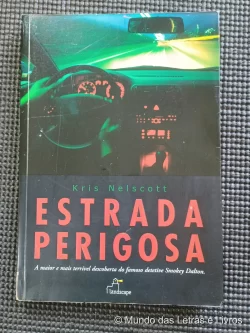 Kris Nelscott
ESTRADA
PERIGOSA
A maior e mais terrível descoberta do famoso detetive Smokey Dalton.
Landscape
© Mundo das Letras e Livros